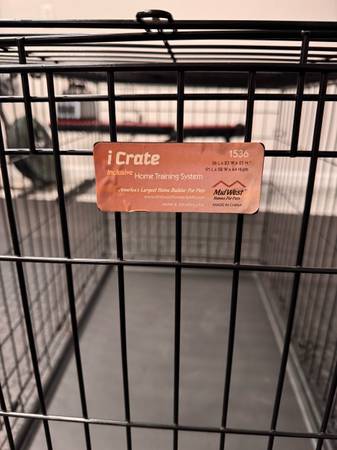 i Crate
1536
Inclusive Home Training System
America's Largest Home Builder For Pets
MidWest
Homes For Pets
MADE IN CHINA